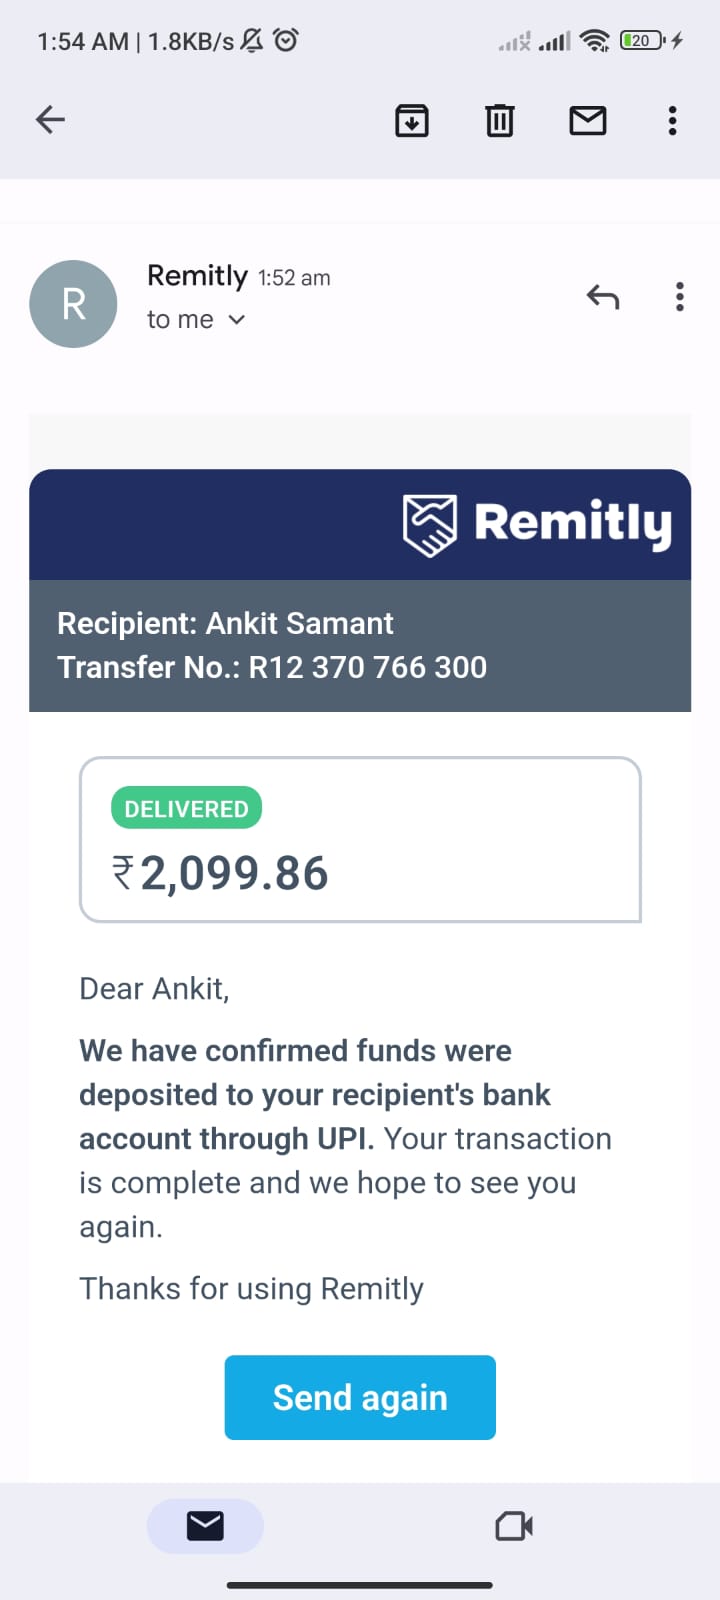 1:54 AM | 1.8KB/s
20
Remitly 1:52 am
R
to me
Remitly
Recipient: Ankit Samant
Transfer No.: R12 370 766 300
DELIVERED
₹2,099.86
Dear Ankit,
We have confirmed funds were
deposited to your recipient's bank
account through UPI. Your transaction
is complete and we hope to see you
again.
Thanks for using Remitly
Send again